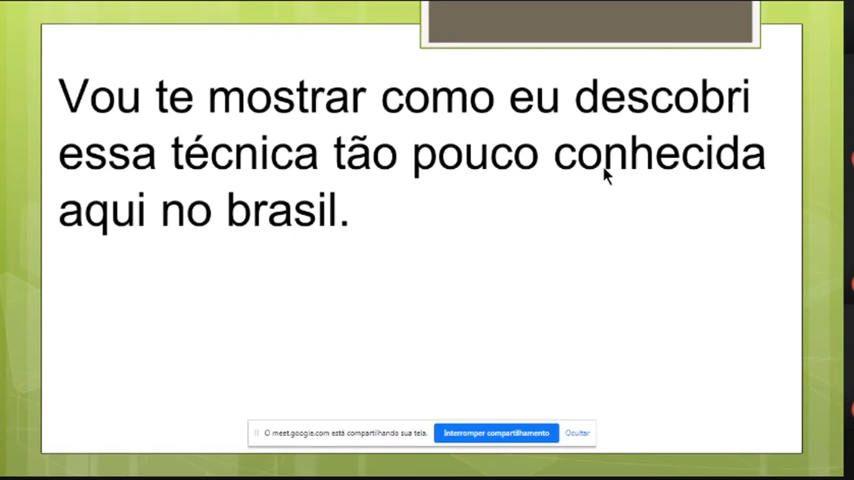 Vou te mostrar como eu descobri
essa técnica tão pouco conhecida
aqui no brasil.
O meet.google.com está compartilhando sua tela. Interromper compartilhamento Ocultar